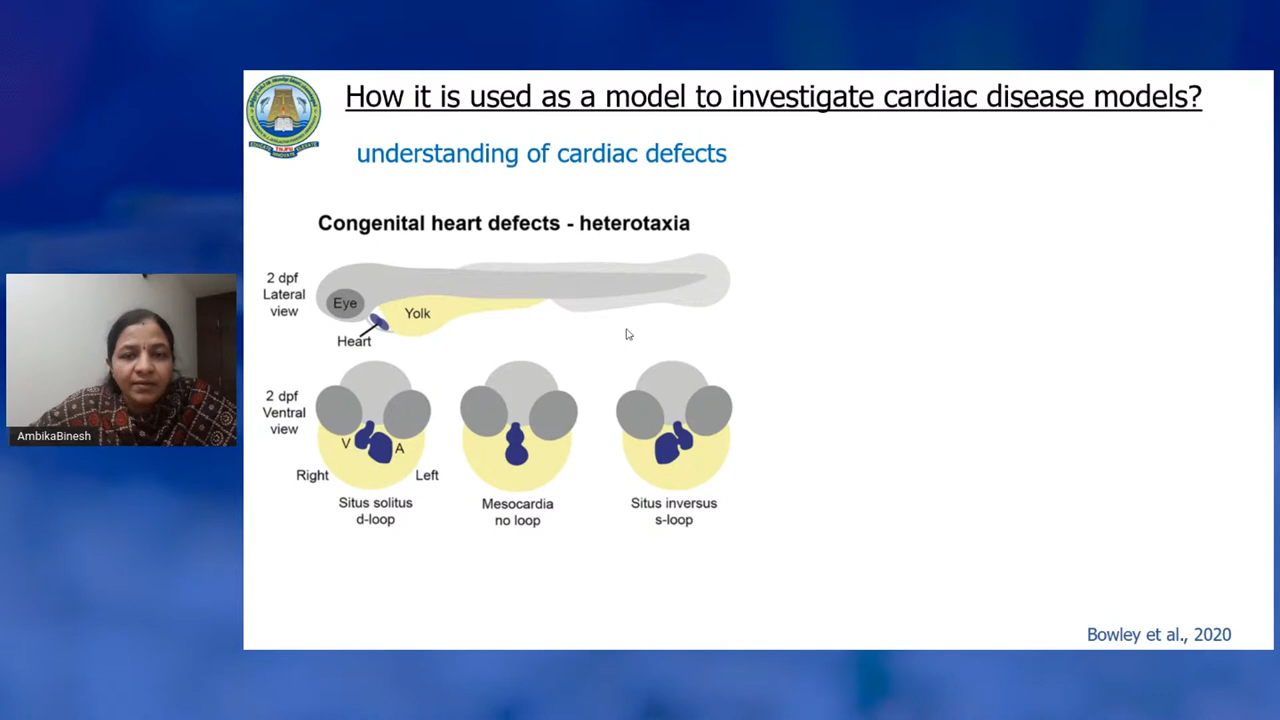 How it is used as a model to investigate cardiac disease models?
understanding of cardiac defects
Congenital heart defects - heterotaxia
2 dpf
Lateral
view
Eye
Yolk
Heart
2 dpf
Ventral
view
V
A
Right
Left
Situs solitus
d-loop
Mesocardia
no loop
Situs inversus
s-loop
AmbikaBinesh
Bowley et al., 2020